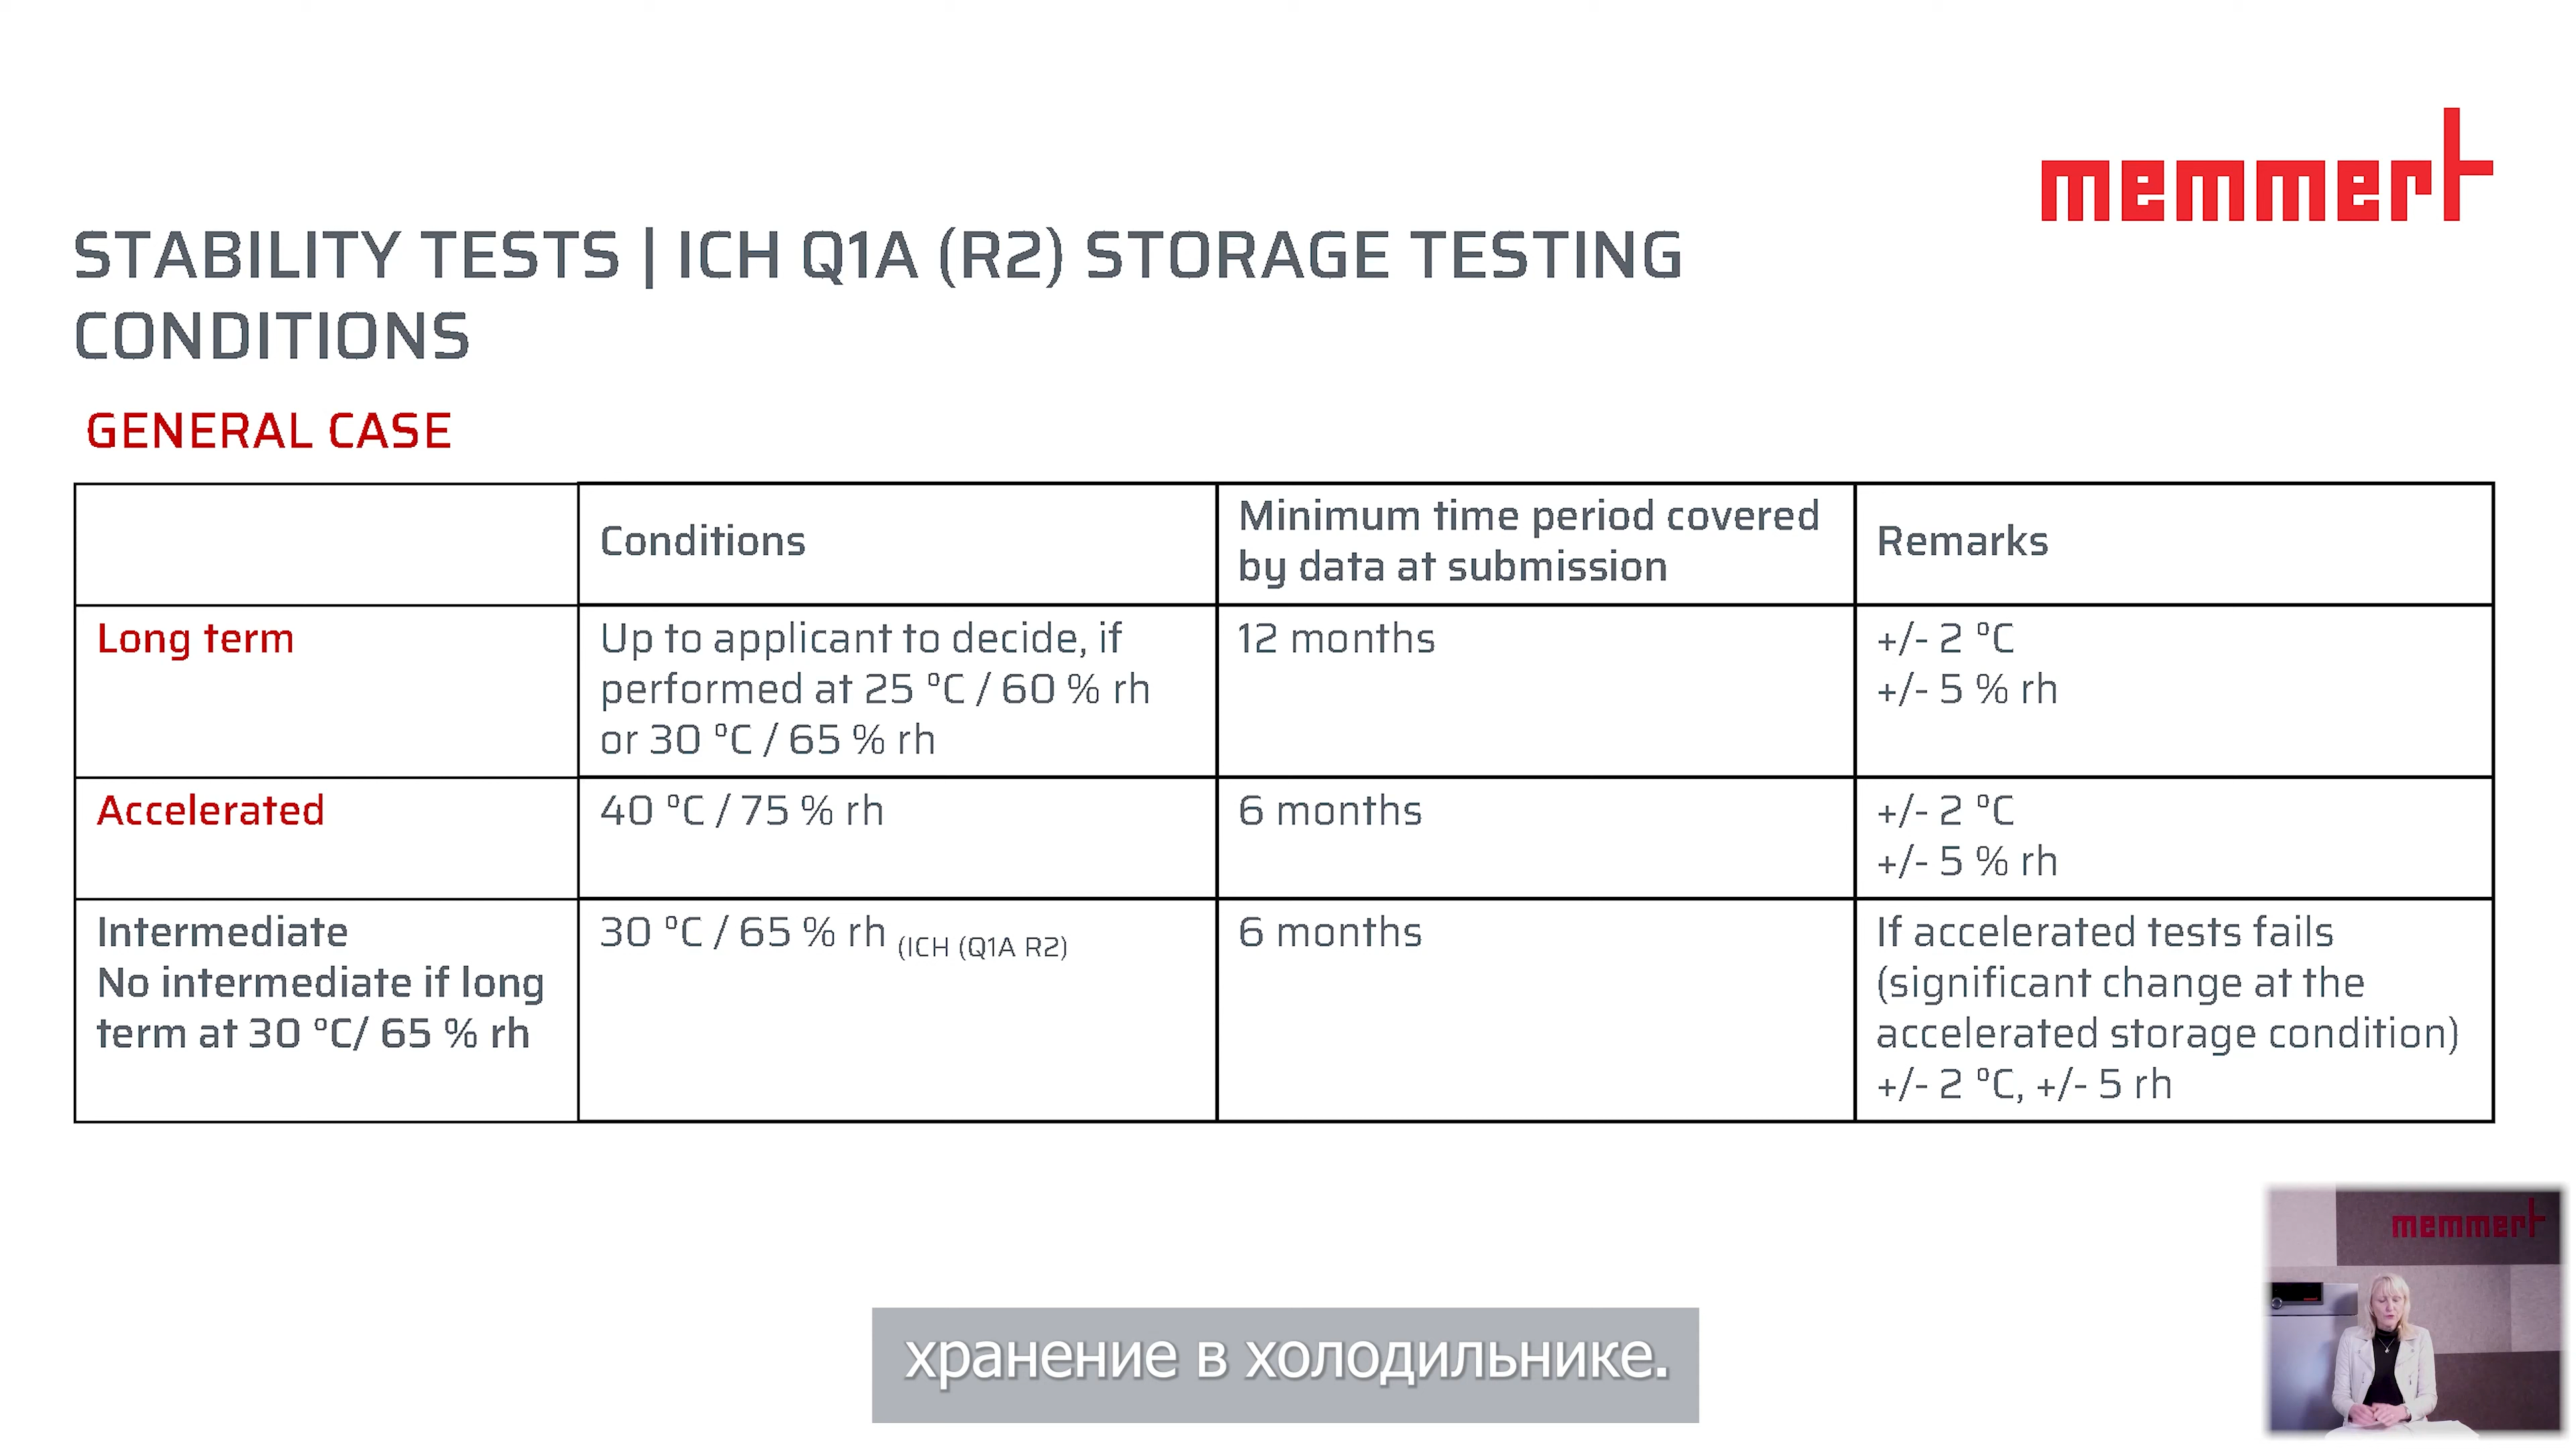 memmert
STABILITY TESTS | ICH Q1A (R2) STORAGE TESTING
CONDITIONS
GENERAL CASE
Conditions
Minimum time period covered
by data at submission
Remarks
Long term
Up to applicant to decide, if
performed at 25 °C / 60 % rh
or 30 °C / 65 % rh
12 months
+/- 2 °C
+/- 5 % rh
Accelerated
40 °C / 75 % rh
6 months
+/- 2 °C
+/- 5 % rh
Intermediate
No intermediate if long
term at 30 °C/ 65 % rh
30 °C / 65 % rh (ICH (Q1A R2)
6 months
If accelerated tests fails
(significant change at the
accelerated storage condition)
+/- 2 °C, +/- 5 rh
memmert
хранение в холодильнике.